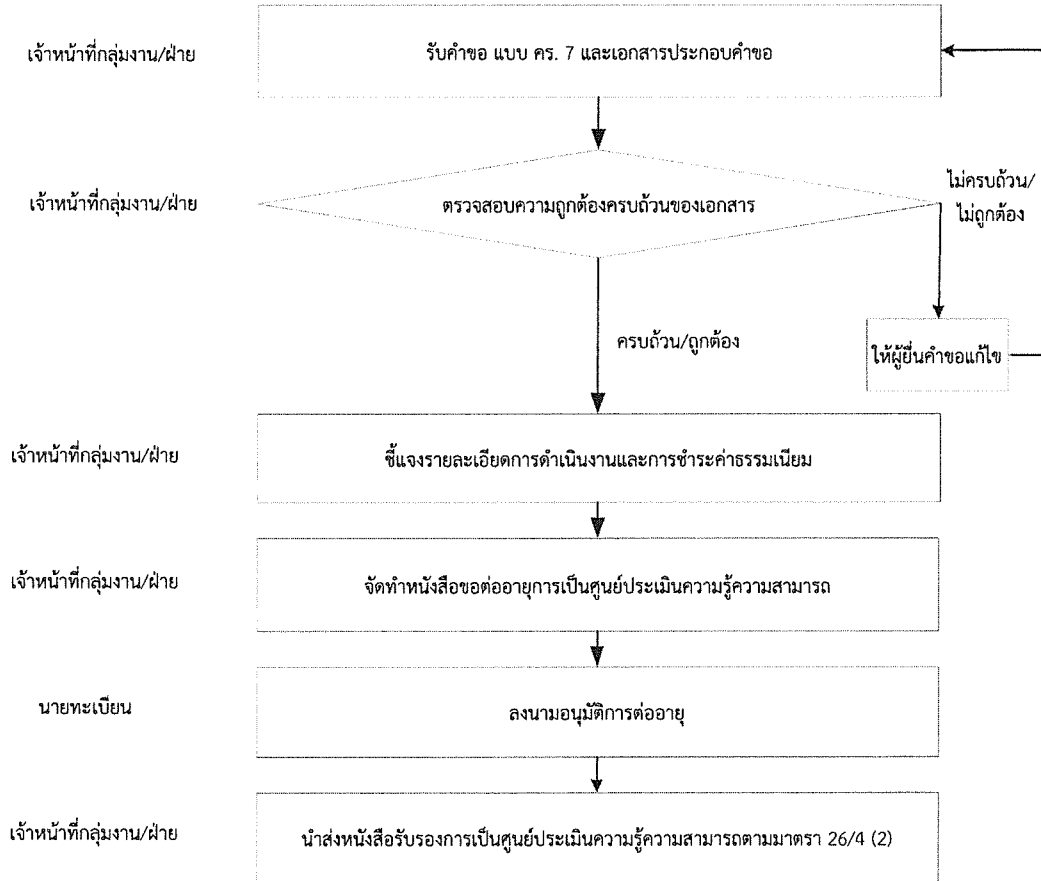 เจ้าหน้าที่กลุ่มงาน/ฝ่าย
รับคำขอ แบบ คร. 7 และเอกสารประกอบคำขอ
เจ้าหน้าที่กลุ่มงาน/ฝ่าย
ตรวจสอบความถูกต้องครบถ้วนของเอกสาร
ไม่ครบถ้วน/
ไม่ถูกต้อง
ครบถ้วน/ถูกต้อง
ให้ผู้ยื่นคำขอแก้ไข
เจ้าหน้าที่กลุ่มงาน/ฝ่าย
ชี้แจงรายละเอียดการดำเนินงานและการชำระค่าธรรมเนียม
เจ้าหน้าที่กลุ่มงาน/ฝ่าย
จัดทำหนังสือขอต่ออายุการเป็นศูนย์ประเมินความรู้ความสามารถ
นายทะเบียน
ลงนามอนุมัติการต่ออายุ
เจ้าหน้าที่กลุ่มงาน/ฝ่าย
นำส่งหนังสือรับรองการเป็นศูนย์ประเมินความรู้ความสามารถตามมาตรา 26/4 (2)